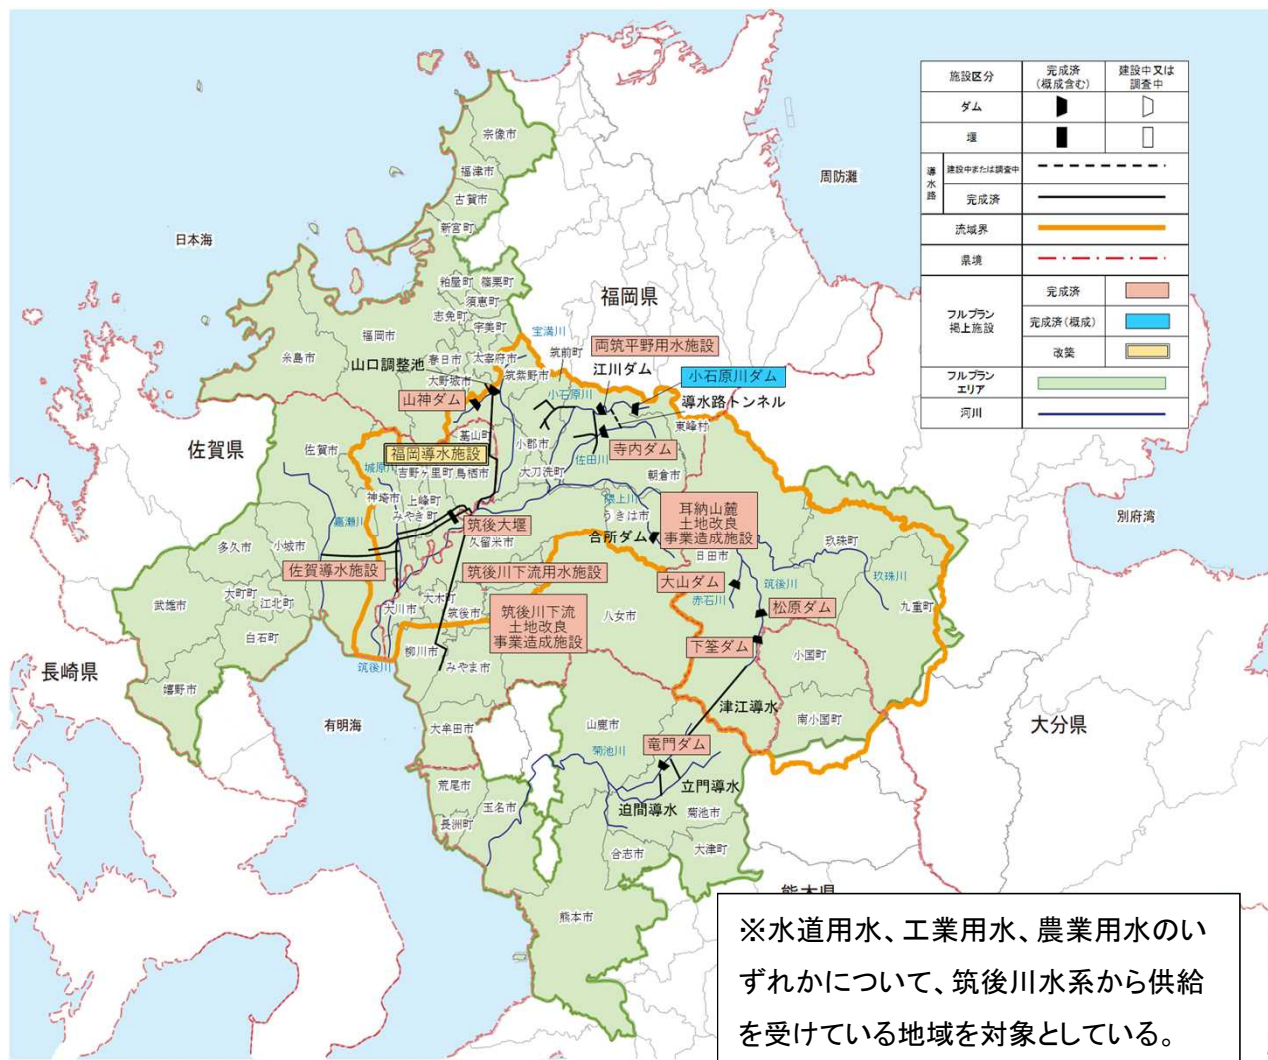 宗像市
福津市
古賀市
新宮町
日本海
周防灘
施設区分
完成済
(概成含む)
建設中又は
調査中
ダム
堰
導水路
建設中または調査中
完成済
流域界
県境
フルプラン
掲上施設
完成済
完成済(概成)
改築
フルプラン
エリア
河川
粕屋町 篠栗町
須恵町
志免町
宇美町
福岡県
福岡市
糸島市
春日市
太宰府市
大野城市
筑紫野市
宝満川
筑前町
山口調整池
両筑平野用水施設
江川ダム
小石原川ダム
小石原川
導水路トンネル
東峰村
山神ダム
基山町
寺内ダム
佐田川
朝倉市
小郡市
大刀洗町
福岡導水施設
佐賀県
佐賀市
城原川
吉野ヶ里町
鳥栖市
神埼市
上峰町
みやき町
嘉瀬川
筑後大堰
久留米市
隈上川
うきは市
合所ダム
耳納山麓
土地改良
事業造成施設
日田市
玖珠町
玖珠川
九重町
別府湾
多久市
小城市
佐賀導水施設
筑後川下流用水施設
大山ダム
赤石川
筑後川
松原ダム
武雄市
大町町
江北町
白石町
大川市
大木町
筑後市
筑後川下流
土地改良
事業造成施設
八女市
下筌ダム
小国町
柳川市
みやま市
筑後川
長崎県
嬉野市
有明海
津江導水
南小国町
大分県
大牟田市
山鹿市
菊池川
竜門ダム
立門導水
迫間導水
菊池市
荒尾市
玉名市
長洲町
合志市
大津町
熊本市
熊本県
※水道用水、工業用水、農業用水のい
ずれかについて、筑後川水系から供給
を受けている地域を対象としている。